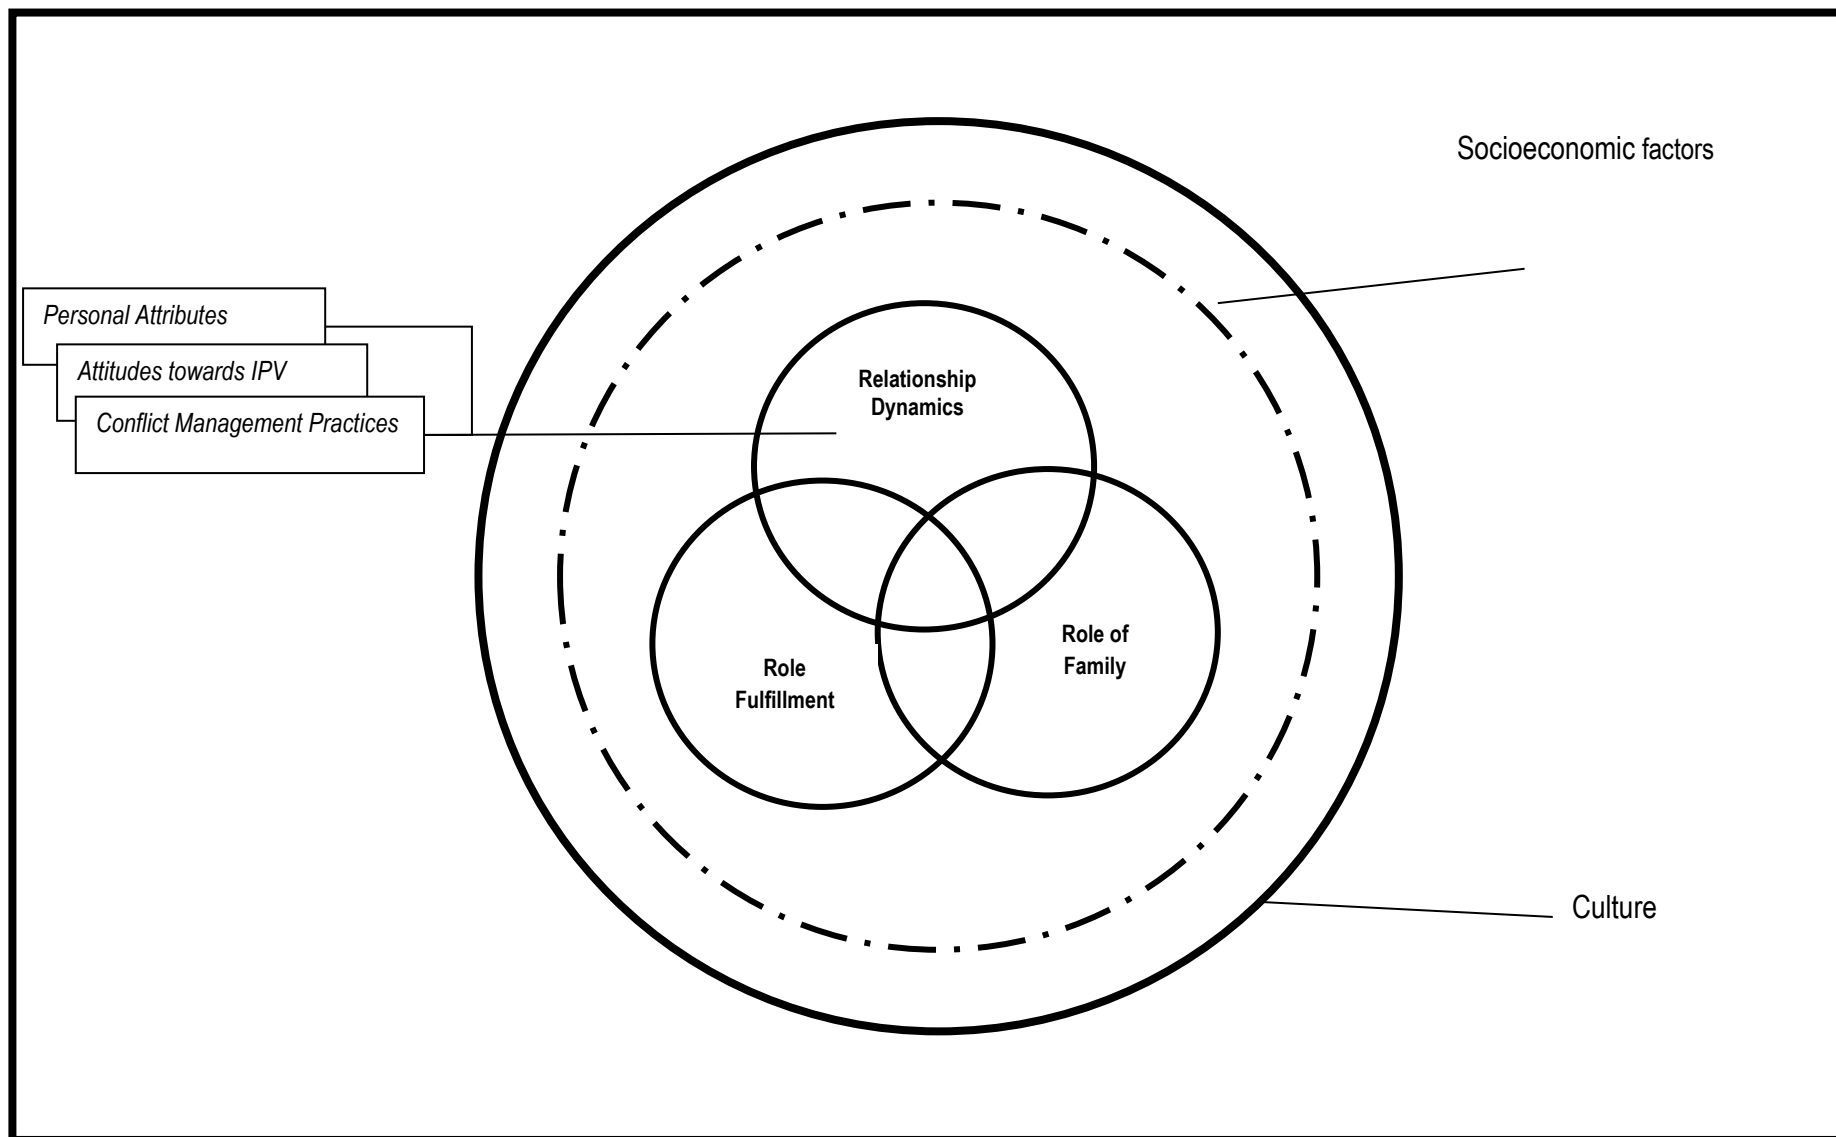 Socioeconomic factors
Personal Attributes
Attitudes towards IPV
Conflict Management Practices
Relationship
Dynamics
Role of
Family
Role
Fulfillment
Culture